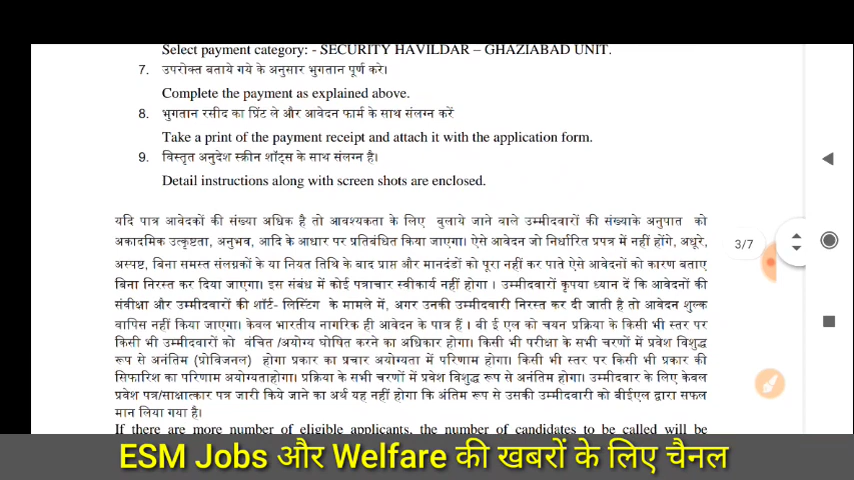 Select payment category: - SECURITY HAVILDAR – GHAZIABAD UNIT.
7. उपरोक्त बताये गये के अनुसार भुगतान पूर्ण करे।
Complete the payment as explained above.
8. भुगतान रसीद का प्रिंट ले और आवेदन फार्म के साथ संलग्न करें
Take a print of the payment receipt and attach it with the application form.
9. विस्तृत अनुदेश स्क्रीन शॉट्स के साथ संलग्न है।
Detail instructions along with screen shots are enclosed.
यदि पात्र आवेदकों की संख्या अधिक है तो आवश्यकता के लिए बुलाये जाने वाले उम्मीदवारों की संख्याके अनुपात को
अकादमिक उत्कृष्टता, अनुभव, आदि के आधार पर प्रतिबंधित किया जाएगा। ऐसे आवेदन जो निर्धारित प्रपत्र में नहीं होंगे, अधूरे,
3/7
अस्पष्ट, बिना समस्त संलग्नकों के या नियत तिथि के बाद प्राप्त और मानदंडों को पूरा नहीं कर पाते ऐसे आवेदनों को कारण बताए
बिना निरस्त कर दिया जाएगा। इस संबंध में कोई पत्राचार स्वीकार्य नहीं होगा । उम्मीदवारों कृपया ध्यान दें कि आवेदनों की
संवीक्षा और उम्मीदवारों की शॉर्ट- लिस्टिंग के मामले में, अगर उनकी उम्मीदवारी निरस्त कर दी जाती है तो आवेदन शुल्क
वापिस नहीं किया जाएगा। केवल भारतीय नागरिक ही आवेदन के पात्र हैं । बी ई एल को चयन प्रक्रिया के किसी भी स्तर पर
किसी भी उम्मीदवारों को वंचित /अयोग्य घोषित करने का अधिकार होगा। किसी भी परीक्षा के सभी चरणों में प्रवेश विशुद्ध
रूप से अनंतिम (प्रोविजनल) होगा प्रकार का प्रचार अयोग्यता में परिणाम होगा। किसी भी स्तर पर किसी भी प्रकार की
सिफारिश का परिणाम अयोग्यताहोगा। प्रक्रिया के सभी चरणों में प्रवेश विशुद्ध रूप से अनंतिम होगा। उम्मीदवार के लिए केवल
प्रवेश पत्र/साक्षात्कार पत्र जारी किये जाने का अर्थ यह नहीं होगा कि अंतिम रूप से उसकी उम्मीदवारी को बीईएल द्वारा सफल
मान लिया गया है।
If there are more number of eligible applicants, the number of candidates to be called will be
ESM Jobs और Welfare की खबरों के लिए चैनल